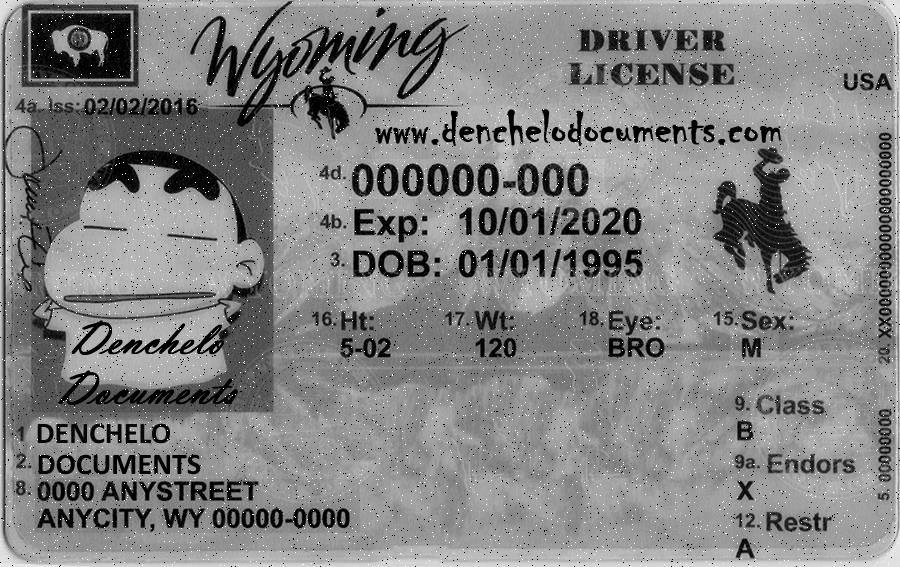 Wyoming
DRIVER
LICENSE
USA
4a. Iss: 02/02/2016
www.denchelodocuments.com
4d. 000000-000
4b. Exp: 10/01/2020
3. DOB: 01/01/1995
16. Ht: 17. Wt: 18. Eye: 15. Sex:
5-02 120 BRO M
Denchelo
Documents
9. Class
B
9a. Endors
X
12. Restr
A
1 DENCHELO
2. DOCUMENTS
8. 0000 ANYSTREET
ANYCITY, WY 00000-0000
5. 00000000